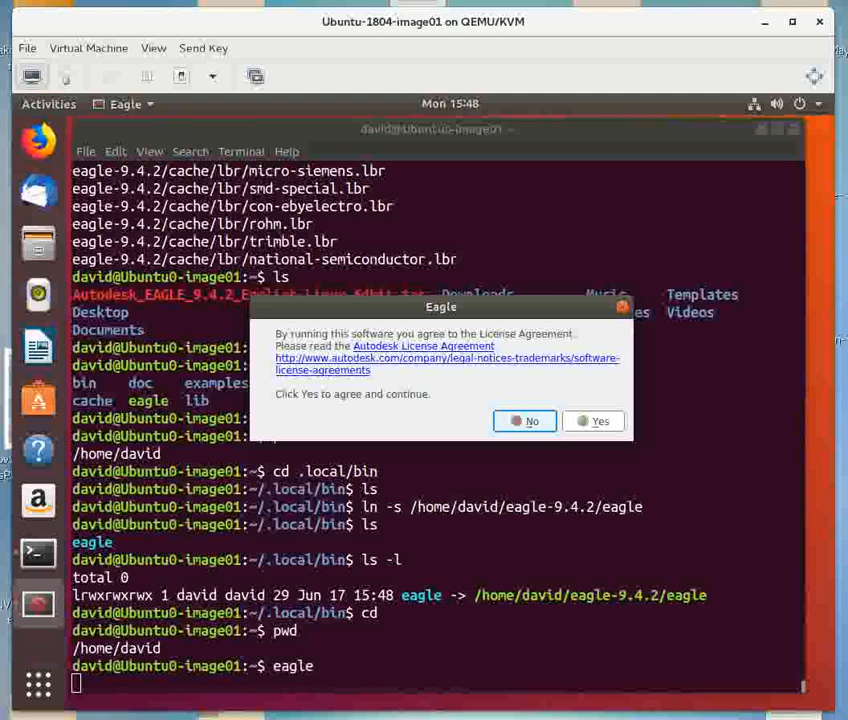 Ubuntu-1804-image01 on QEMU/KVM
File Virtual Machine View Send Key
Activities Eagle Mon 15:48
david@Ubuntu0-image01: ~
File Edit View Search Terminal Help
eagle-9.4.2/cache/lbr/micro-siemens.lbr
eagle-9.4.2/cache/lbr/smd-special.lbr
eagle-9.4.2/cache/lbr/con-ebyelectro.lbr
eagle-9.4.2/cache/lbr/rohm.lbr
eagle-9.4.2/cache/lbr/trimble.lbr
eagle-9.4.2/cache/lbr/national-semiconductor.lbr
david@Ubuntu0-image01:~$ ls
Autodesk_EAGLE_9.4.2_English_Linux_64bit.tar Downloads Music Templates
Desktop Videos
Documents
david@Ubuntu0-image01:
david@Ubuntu0-image01:
bin doc examples
cache eagle lib
david@Ubuntu0-image01:
david@Ubuntu0-image01:
/home/david
Eagle
By running this software you agree to the License Agreement.
Please read the Autodesk License Agreement
http://www.autodesk.com/company/legal-notices-trademarks/software-
license-agreements
Click Yes to agree and continue.
No Yes
david@Ubuntu0-image01:~$ cd .local/bin
david@Ubuntu0-image01:~/.local/bin$ ls
david@Ubuntu0-image01:~/.local/bin$ ln -s /home/david/eagle-9.4.2/eagle
david@Ubuntu0-image01:~/.local/bin$ ls
eagle
david@Ubuntu0-image01:~/.local/bin$ ls -l
total 0
lrwxrwxrwx 1 david david 29 Jun 17 15:48 eagle -> /home/david/eagle-9.4.2/eagle
david@Ubuntu0-image01:~/.local/bin$ cd
david@Ubuntu0-image01:~$ pwd
/home/david
david@Ubuntu0-image01:~$ eagle